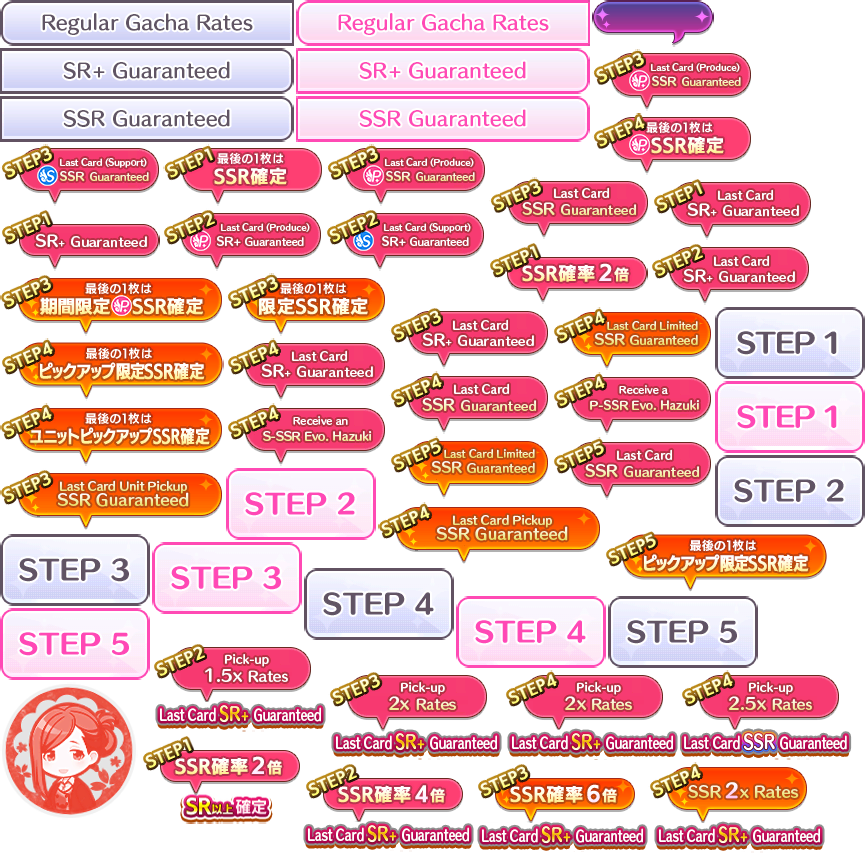 Regular Gacha Rates
Regular Gacha Rates
SR+ Guaranteed
SR+ Guaranteed
STEP3
Last Card (Produce)
P SSR Guaranteed
SSR Guaranteed
SSR Guaranteed
STEP4
最後の1枚は
P SSR確定
STEP3
Last Card (Support)
S SSR Guaranteed
STEP1
最後の1枚は
SSR確定
STEP3
Last Card (Produce)
P SSR Guaranteed
STEP3
Last Card
SSR Guaranteed
STEP1
Last Card
SR+ Guaranteed
STEP1
SR+ Guaranteed
STEP2
Last Card (Produce)
P SR+ Guaranteed
STEP2
Last Card (Support)
S SR+ Guaranteed
STEP1
SSR確率2倍
STEP2
Last Card
SR+ Guaranteed
STEP3
最後の1枚は
期間限定 P SSR確定
STEP3
最後の1枚は
限定SSR確定
STEP3
Last Card
SR+ Guaranteed
STEP4
Last Card Limited
SSR Guaranteed
STEP 1
STEP4
最後の1枚は
ピックアップ限定SSR確定
STEP4
Last Card
SR+ Guaranteed
STEP4
Last Card
SSR Guaranteed
STEP4
Receive a
P-SSR Evo. Hazuki
STEP 1
STEP4
最後の1枚は
ユニットピックアップSSR確定
STEP4
Receive an
S-SSR Evo. Hazuki
STEP5
Last Card Limited
SSR Guaranteed
STEP5
Last Card
SSR Guaranteed
STEP 2
STEP3
Last Card Unit Pickup
SSR Guaranteed
STEP 2
STEP4
Last Card Pickup
SSR Guaranteed
STEP5
最後の1枚は
ピックアップ限定SSR確定
STEP 3
STEP 3
STEP 4
STEP 4
STEP 5
STEP 5
STEP2
Pick-up
1.5x Rates
Last Card SR+ Guaranteed
STEP3
Pick-up
2x Rates
Last Card SR+ Guaranteed
STEP4
Pick-up
2x Rates
Last Card SR+ Guaranteed
STEP4
Pick-up
2.5x Rates
Last Card SSR Guaranteed
STEP1
SSR確率2倍
SR以上確定
STEP2
SSR確率4倍
Last Card SR+ Guaranteed
STEP3
SSR確率6倍
Last Card SR+ Guaranteed
STEP4
SSR 2x Rates
Last Card SR+ Guaranteed